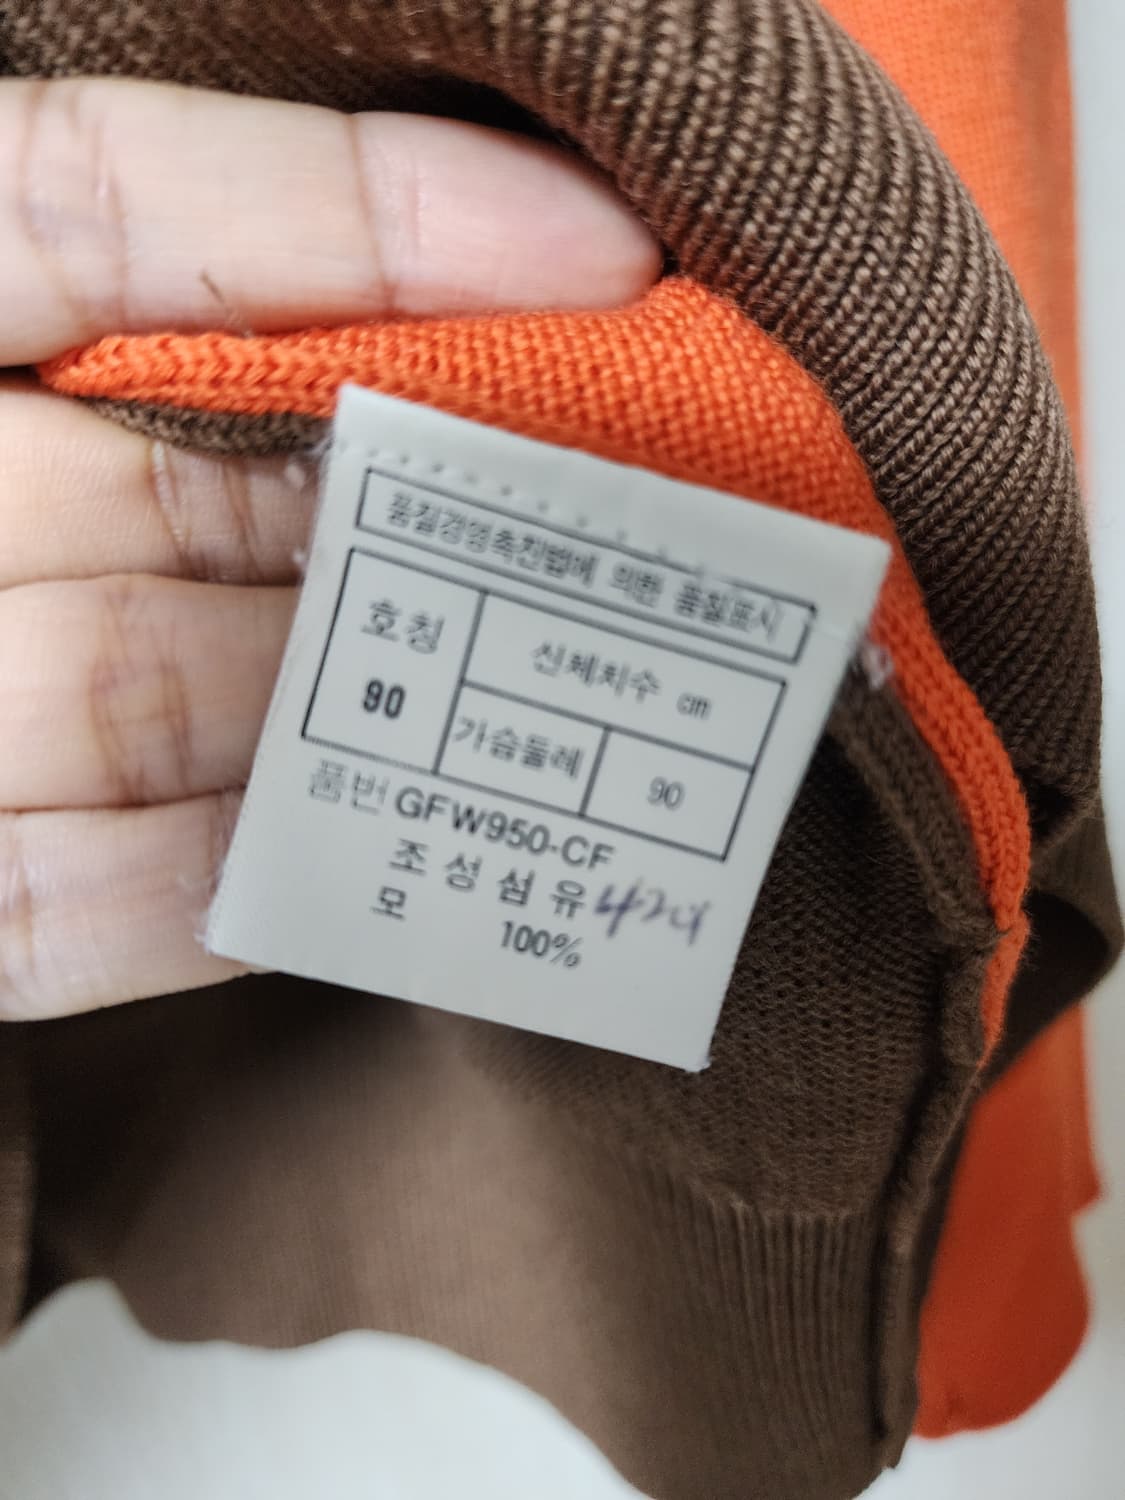 품질경영촉진법에 의한 품질표시
호칭
신체치수 cm
90
가슴둘레
90
품번 GFW950-CF
조성섬유
모 100%